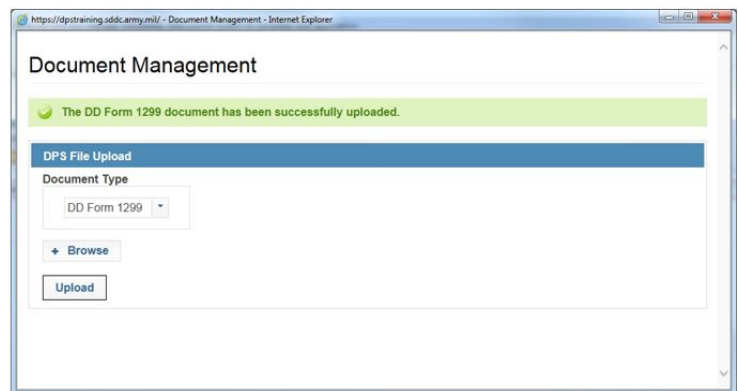 https://dpstraining.sddc.army.mil/ - Document Management - Internet Explorer
Document Management
The DD Form 1299 document has been successfully uploaded.
DPS File Upload
Document Type
DD Form 1299
+ Browse
Upload